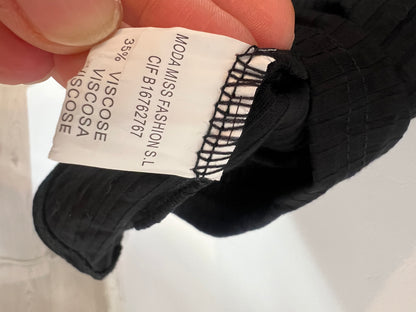 MODA MISS FASHION S.L
CIF B16762767
35% VISCOSE
VISCOSA
VISCOSE